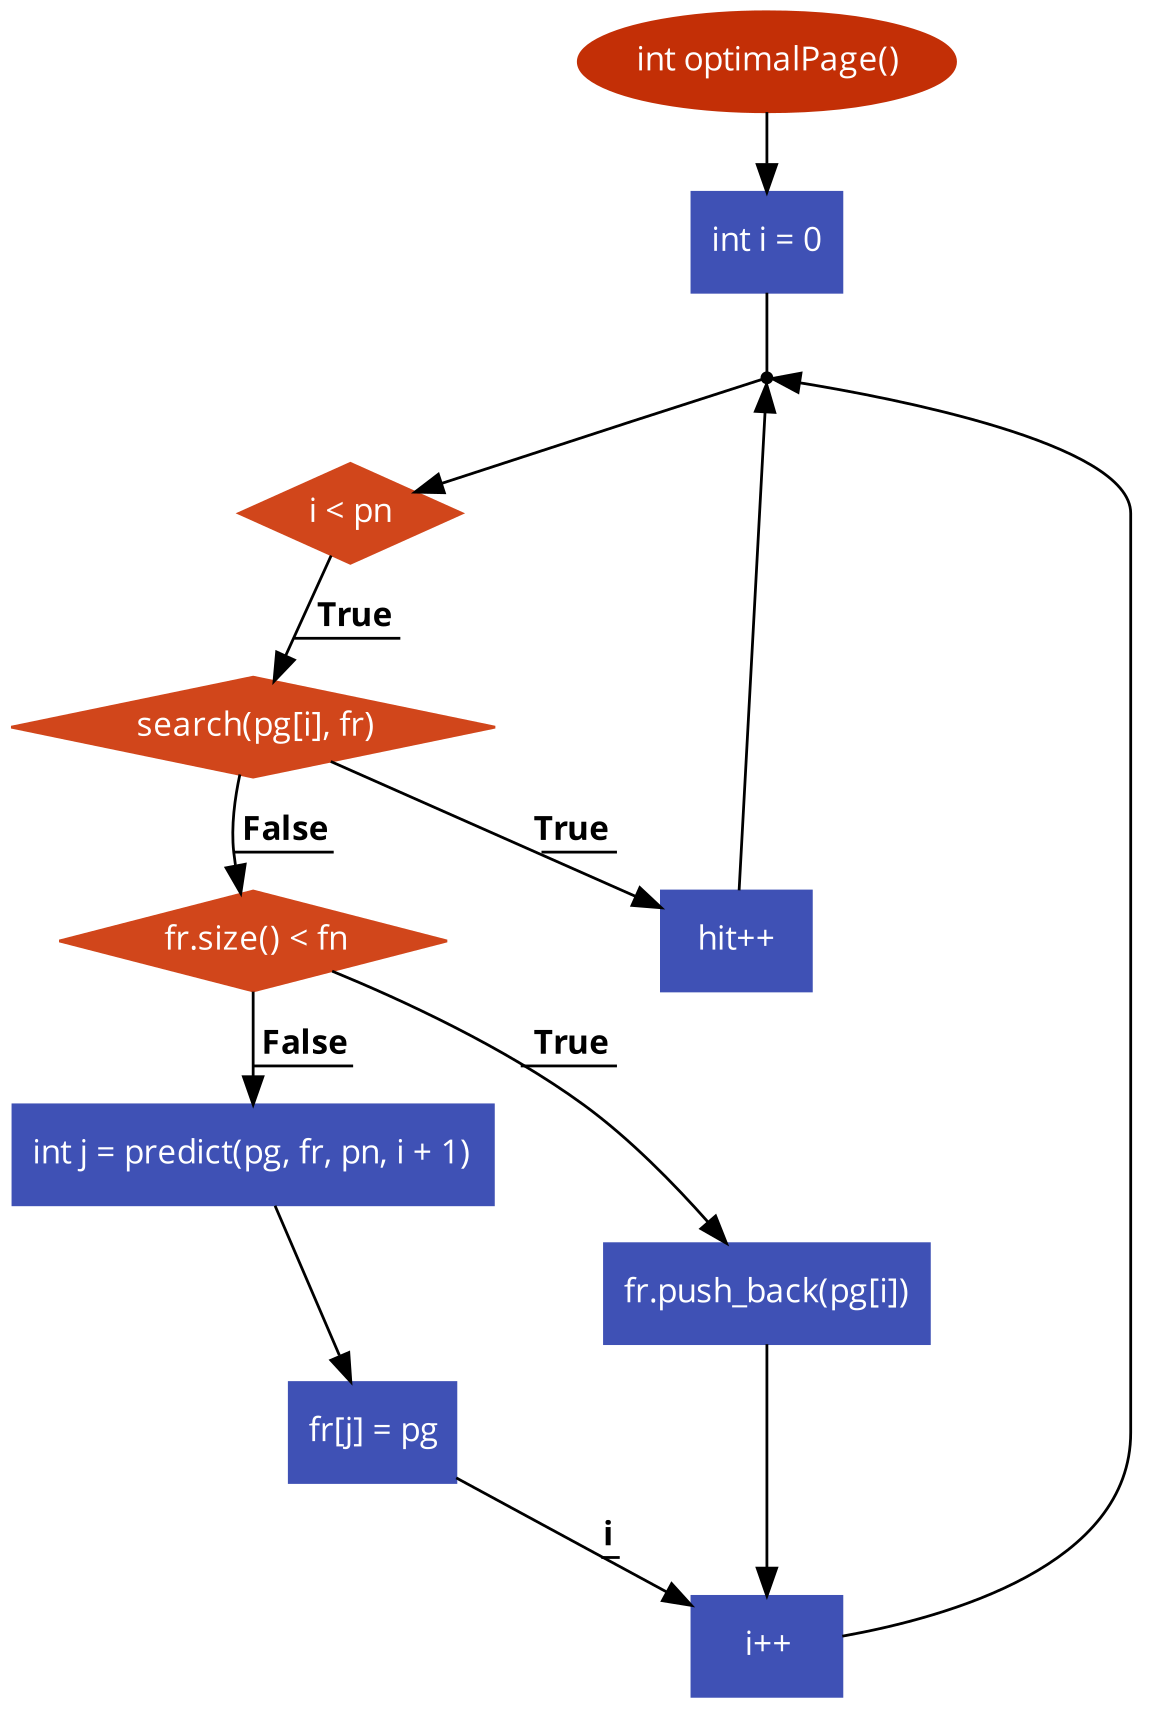 int optimalPage()
int i = 0
i < pn
True
search(pg[i], fr)
False
True
fr.size() < fn
hit++
False
True
int j = predict(pg, fr, pn, i + 1)
fr.push_back(pg[i])
fr[j] = pg
i
i++